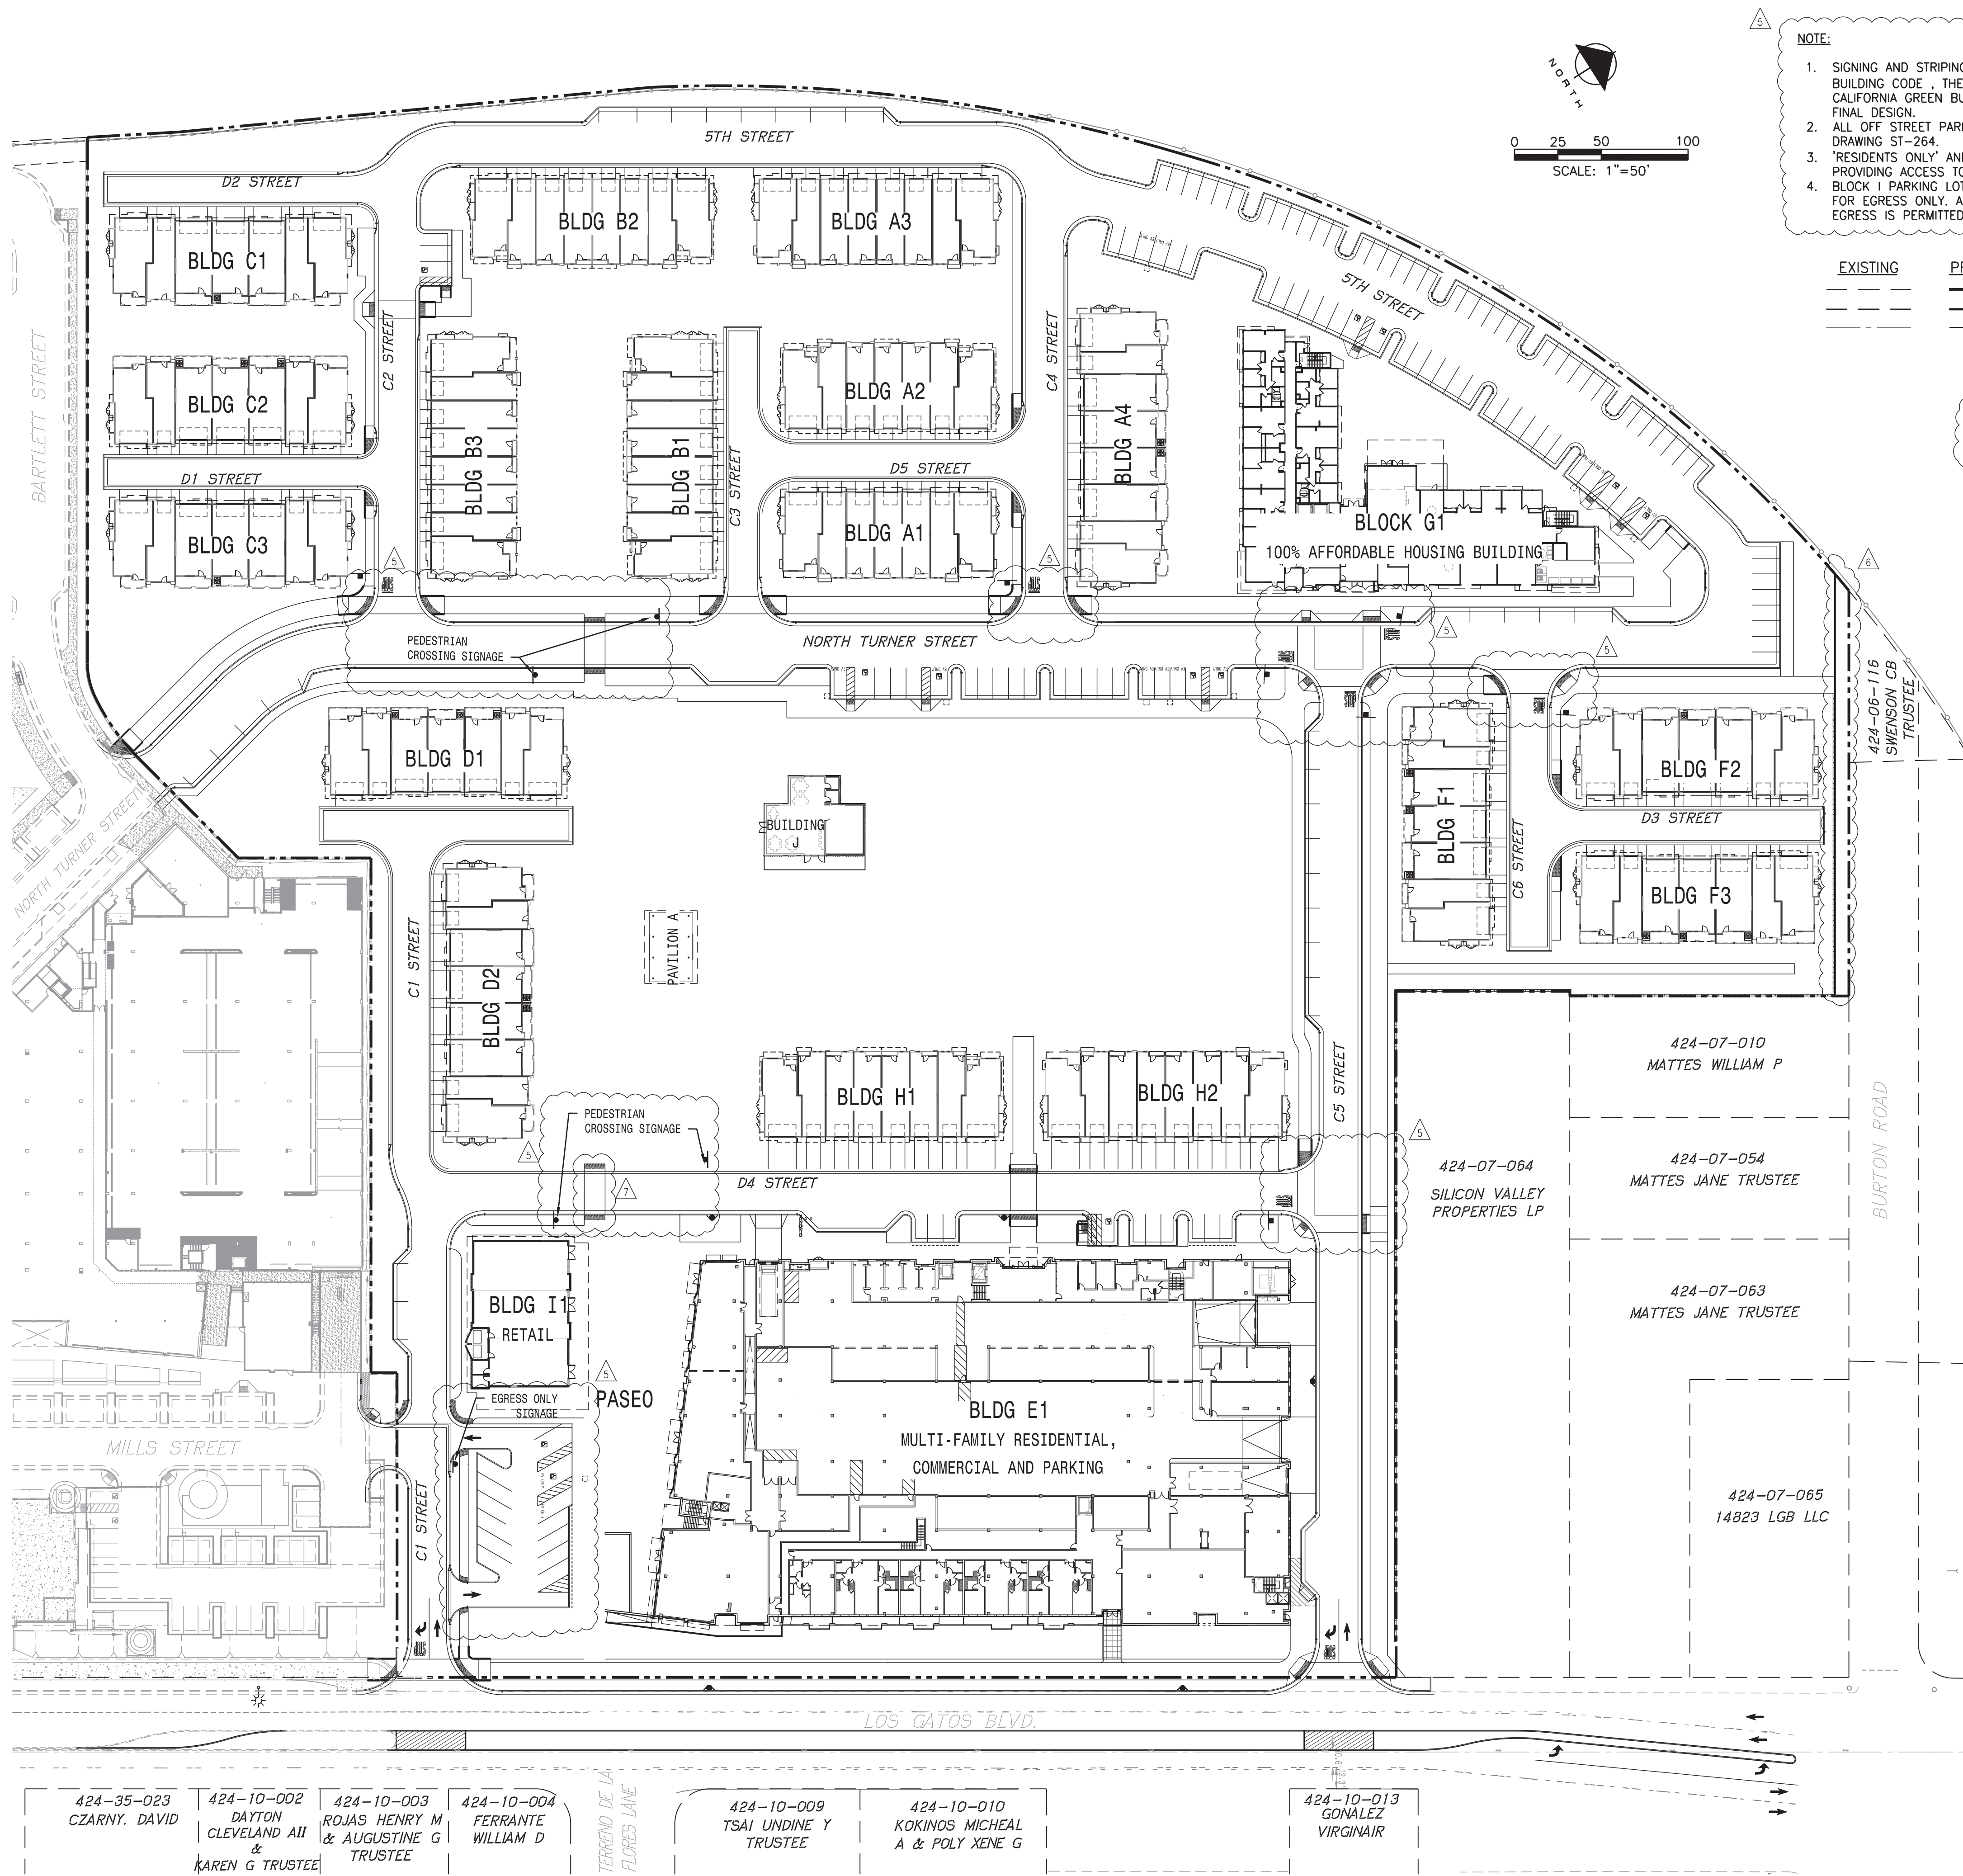 5
NOTE:
1. SIGNING AND STRIPING
BUILDING CODE , THE
CALIFORNIA GREEN BU
FINAL DESIGN.
2. ALL OFF STREET PAR
DRAWING ST-264.
3. 'RESIDENTS ONLY' AN
PROVIDING ACCESS TO
4. BLOCK I PARKING LOT
FOR EGRESS ONLY. A
EGRESS IS PERMITTED
NORTH
0 25 50 100
SCALE: 1"=50'
EXISTING
5TH STREET
D2 STREET
BLDG B2
BLDG A3
BLDG C1
5TH STREET
BARTLETT STREET
C2 STREET
C4 STREET
BLDG C2
BLDG A2
BLDG A4
BLDG B3
BLDG B1
C3 STREET
D1 STREET
D5 STREET
BLDG C3
BLDG A1
BLOCK G1
100% AFFORDABLE HOUSING BUILDING
5
5
6
PEDESTRIAN
CROSSING SIGNAGE
NORTH TURNER STREET
5
5
424-06-116
SWENSON CB
TRUSTEE
BLDG D1
BLDG F2
BLDG F1
BUILDING
J
D3 STREET
NORTH TURNER STREET
C6 STREET
BLDG F3
C1 STREET
PAVILION A
BLDG D2
424-07-010
MATTES WILLIAM P
BLDG H1
BLDG H2
C5 STREET
BURTON ROAD
PEDESTRIAN
CROSSING SIGNAGE
5
5
424-07-064
SILICON VALLEY
PROPERTIES LP
424-07-054
MATTES JANE TRUSTEE
7
D4 STREET
424-07-063
MATTES JANE TRUSTEE
BLDG I1
RETAIL
5
EGRESS ONLY
SIGNAGE
PASEO
BLDG E1
MULTI-FAMILY RESIDENTIAL,
COMMERCIAL AND PARKING
MILLS STREET
C1 STREET
424-07-065
14823 LGB LLC
LOS GATOS BLVD.
424-35-023
CZARNY. DAVID
424-10-002
DAYTON
CLEVELAND AII
&
KAREN G TRUSTEE
424-10-003
ROJAS HENRY M
& AUGUSTINE G
TRUSTEE
424-10-004
FERRANTE
WILLIAM D
TERRENO DE LA
FLORES LANE
424-10-009
TSAI UNDINE Y
TRUSTEE
424-10-010
KOKINOS MICHEAL
A & POLY XENE G
424-10-013
GONALEZ
VIRGINAIR